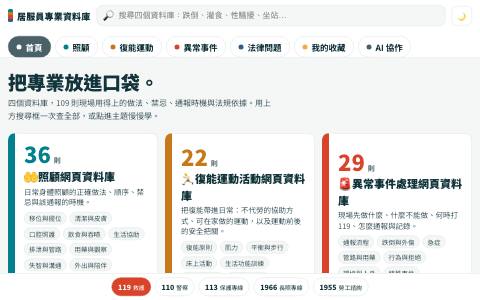 居服員專業資料庫
搜尋四個資料庫：跌倒、灌食、性騷擾、坐站…
首頁
照顧
復能運動
異常事件
法律問題
我的收藏
AI 協作
把專業放進口袋。
四個資料庫，109 則現場用得上的做法、禁忌、通報時機與法規依據。用上
方搜尋框一次查全部，或點進主題慢慢學。
36 則
照顧網頁資料庫
日常身體照顧的正確做法、順序、禁
忌與該通報的時機。
移位與擺位 清潔與皮膚
口腔照護 飲食與吞嚥 生活協助
排泄與管路 用藥與觀察
失智與溝通 外出與陪伴
22 則
復能運動活動網頁資料
庫
把復能帶進日常：不代勞的協助方
式、可在家做的運動，以及運動前後
的安全把關。
復能原則 肌力 平衡與步行
床上活動 生活功能訓練
29 則
異常事件處理網頁資料
庫
現場先做什麼、什麼不能做、何時打
119、怎麼通報與記錄。
通報流程 跌倒與外傷 急症
管路與用藥 行為與拒絕
119 救護
110 警察
113 保護專線
1966 長照專線
1955 勞工諮詢